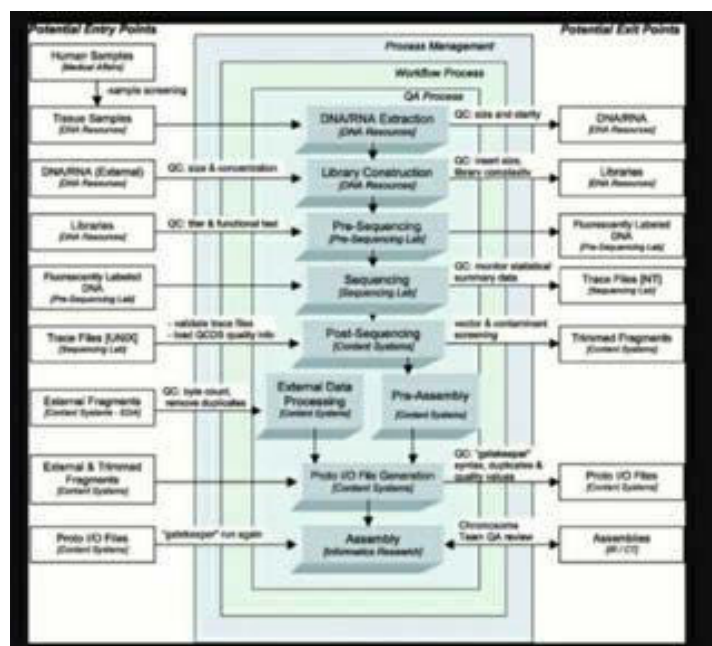 Potential Entry Points
Potential Exit Points
Process Management
Workflow Process
QA Process
Human Samples
[Medical Affairs]
-sample screening
Tissue Samples
[DNA Resources]
DNA/RNA Extraction
[DNA Resources]
QC: size and clarity
DNA/RNA
[DNA Resources]
DNA/RNA (External)
[DNA Resources]
QC: size & concentration
Library Construction
[DNA Resources]
QC: insert size,
library complexity
Libraries
[DNA Resources]
Libraries
[DNA Resources]
QC: titer & functional test
Pre-Sequencing
[Pre-Sequencing Lab]
Fluorescently Labeled
DNA
[Pre-Sequencing Lab]
Fluorescently Labeled
DNA
[Pre-Sequencing Lab]
Sequencing
[Sequencing Lab]
QC: monitor statistical
summary data
Trace Files [NT]
[Sequencing Lab]
Trace Files [UNIX]
[Sequencing Lab]
- validate trace files
- load QCDS quality info
Post-Sequencing
[Content Systems]
vector & contaminant
screening
Trimmed Fragments
[Content Systems]
External Fragments
[Content Systems - EDA]
QC: byte count,
remove duplicates
External Data
Processing
[Content Systems]
Pre-Assembly
[Content Systems]
External & Trimmed
Fragments
[Content Systems]
Proto I/O File Generation
[Content Systems]
QC: "gatekeeper"
syntax, duplicates &
quality values
Proto I/O Files
[Content Systems]
Proto I/O Files
[Content Systems]
"gatekeeper" run again
Assembly
[Informatics Research]
Chromosome
Team QA review
Assemblies
[IR / CT]